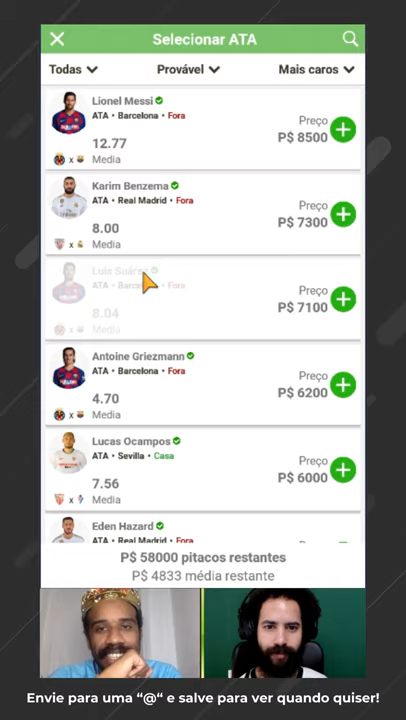 Selecionar ATA
Todas
Provável
Mais caros
Lionel Messi
ATA • Barcelona • Fora
12.77
x
Media
Preço
P$ 8500
Karim Benzema
ATA • Real Madrid • Fora
8.00
x
Media
Preço
P$ 7300
Luis Suárez
ATA • Barcelona • Fora
8.04
x
Media
Preço
P$ 7100
Antoine Griezmann
ATA • Barcelona • Fora
4.70
x
Media
Preço
P$ 6200
Lucas Ocampos
ATA • Sevilla • Casa
7.56
x
Media
Preço
P$ 6000
Eden Hazard
ATA • Real Madrid • Fora
Preço
P$ 58000 pitacos restantes
P$ 4833 média restante
Envie para uma “@“ e salve para ver quando quiser!